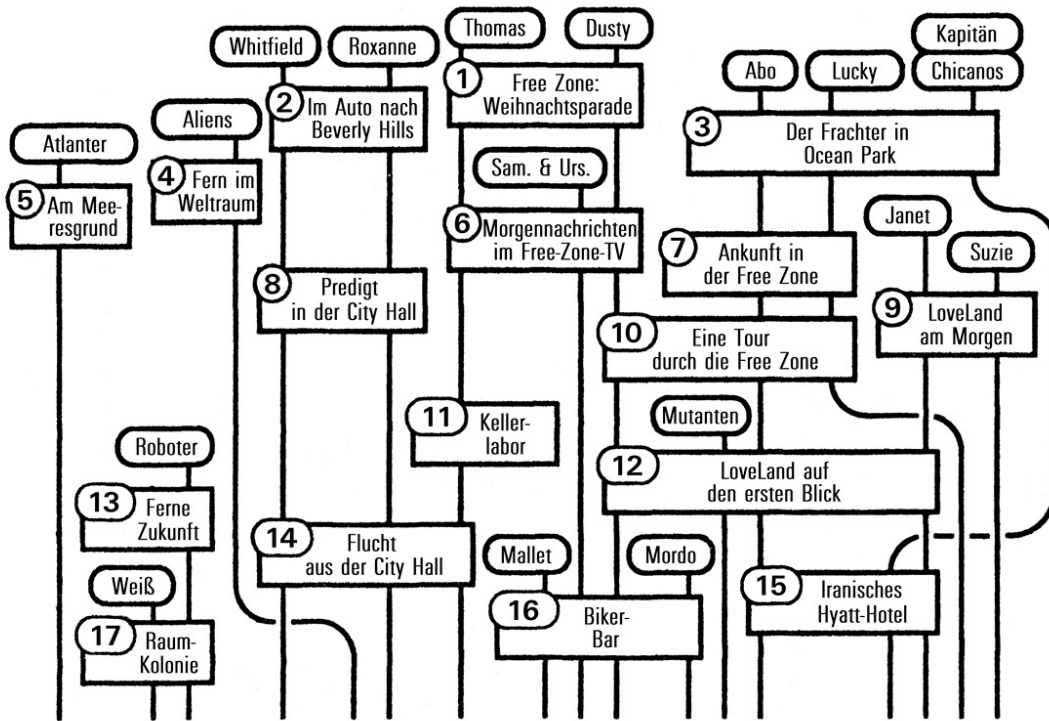 Thomas
Dusty
Kapitän
Whitfield
Roxanne
Abo
Lucky
Chicanos
1
Free Zone:
Weihnachtsparade
2
Im Auto nach
Beverly Hills
Aliens
3
Der Frachter in
Ocean Park
Atlanter
4
Fern im
Weltraum
Sam. & Urs.
5
Am Mee-
resgrund
6
Morgennachrichten
im Free-Zone-TV
Janet
7
Ankunft in
der Free Zone
Suzie
8
Predigt
in der City Hall
9
LoveLand
am Morgen
10
Eine Tour
durch die Free Zone
11
Keller-
labor
Mutanten
Roboter
12
LoveLand auf
den ersten Blick
13
Ferne
Zukunft
14
Flucht
aus der City Hall
Mallet
Mordo
Weiß
15
Iranisches
Hyatt-Hotel
16
Biker-
Bar
17
Raum-
Kolonie